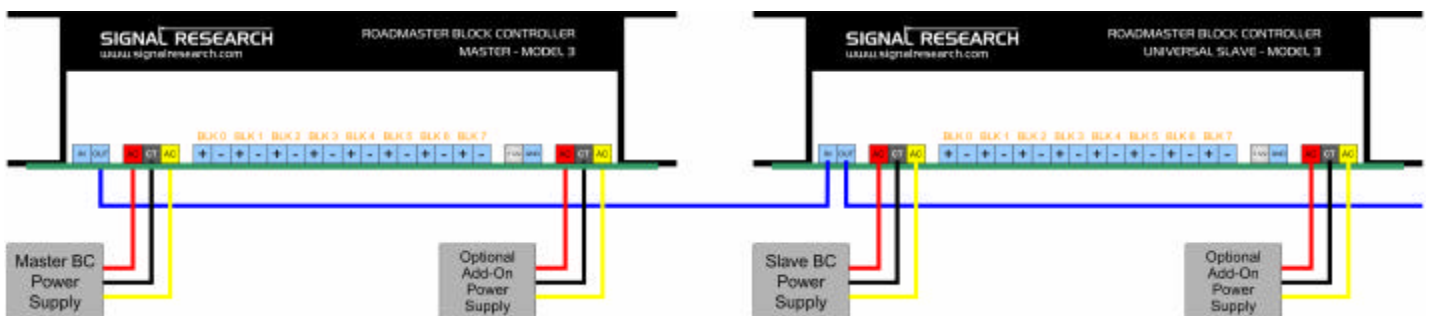 SIGNAL RESEARCH
www.signalresearch.com
ROADMASTER BLOCK CONTROLLER
MASTER - MODEL 3
BLK 0 BLK 1 BLK 2 BLK 3 BLK 4 BLK 5 BLK 6 BLK 7
IN OUT AC CT AC + - + - + - + - + - + - + - + - GND AC CT AC
Master BC
Power
Supply
Optional
Add-On
Power
Supply
SIGNAL RESEARCH
www.signalresearch.com
ROADMASTER BLOCK CONTROLLER
UNIVERSAL SLAVE - MODEL 3
BLK 0 BLK 1 BLK 2 BLK 3 BLK 4 BLK 5 BLK 6 BLK 7
IN OUT AC CT AC + - + - + - + - + - + - + - + - GND AC CT AC
Slave BC
Power
Supply
Optional
Add-On
Power
Supply